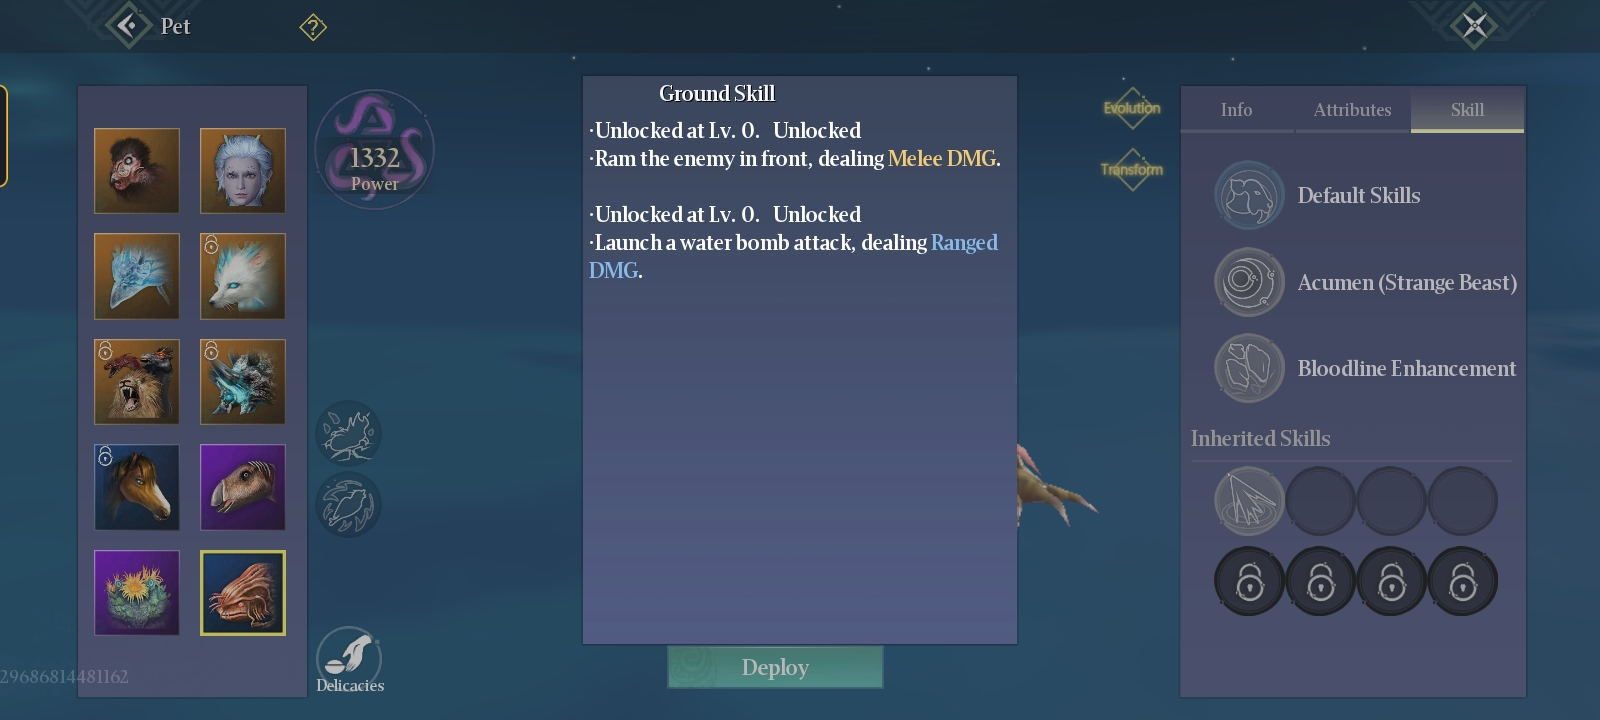 Pet
?
Ground Skill
·Unlocked at Lv. 0. Unlocked
·Ram the enemy in front, dealing Melee DMG.
·Unlocked at Lv. 0. Unlocked
·Launch a water bomb attack, dealing Ranged
DMG.
1332
Power
Evolution
Transform
Info Attributes Skill
Default Skills
Acumen (Strange Beast)
Bloodline Enhancement
Inherited Skills
Deploy
Delicacies
29686814481162